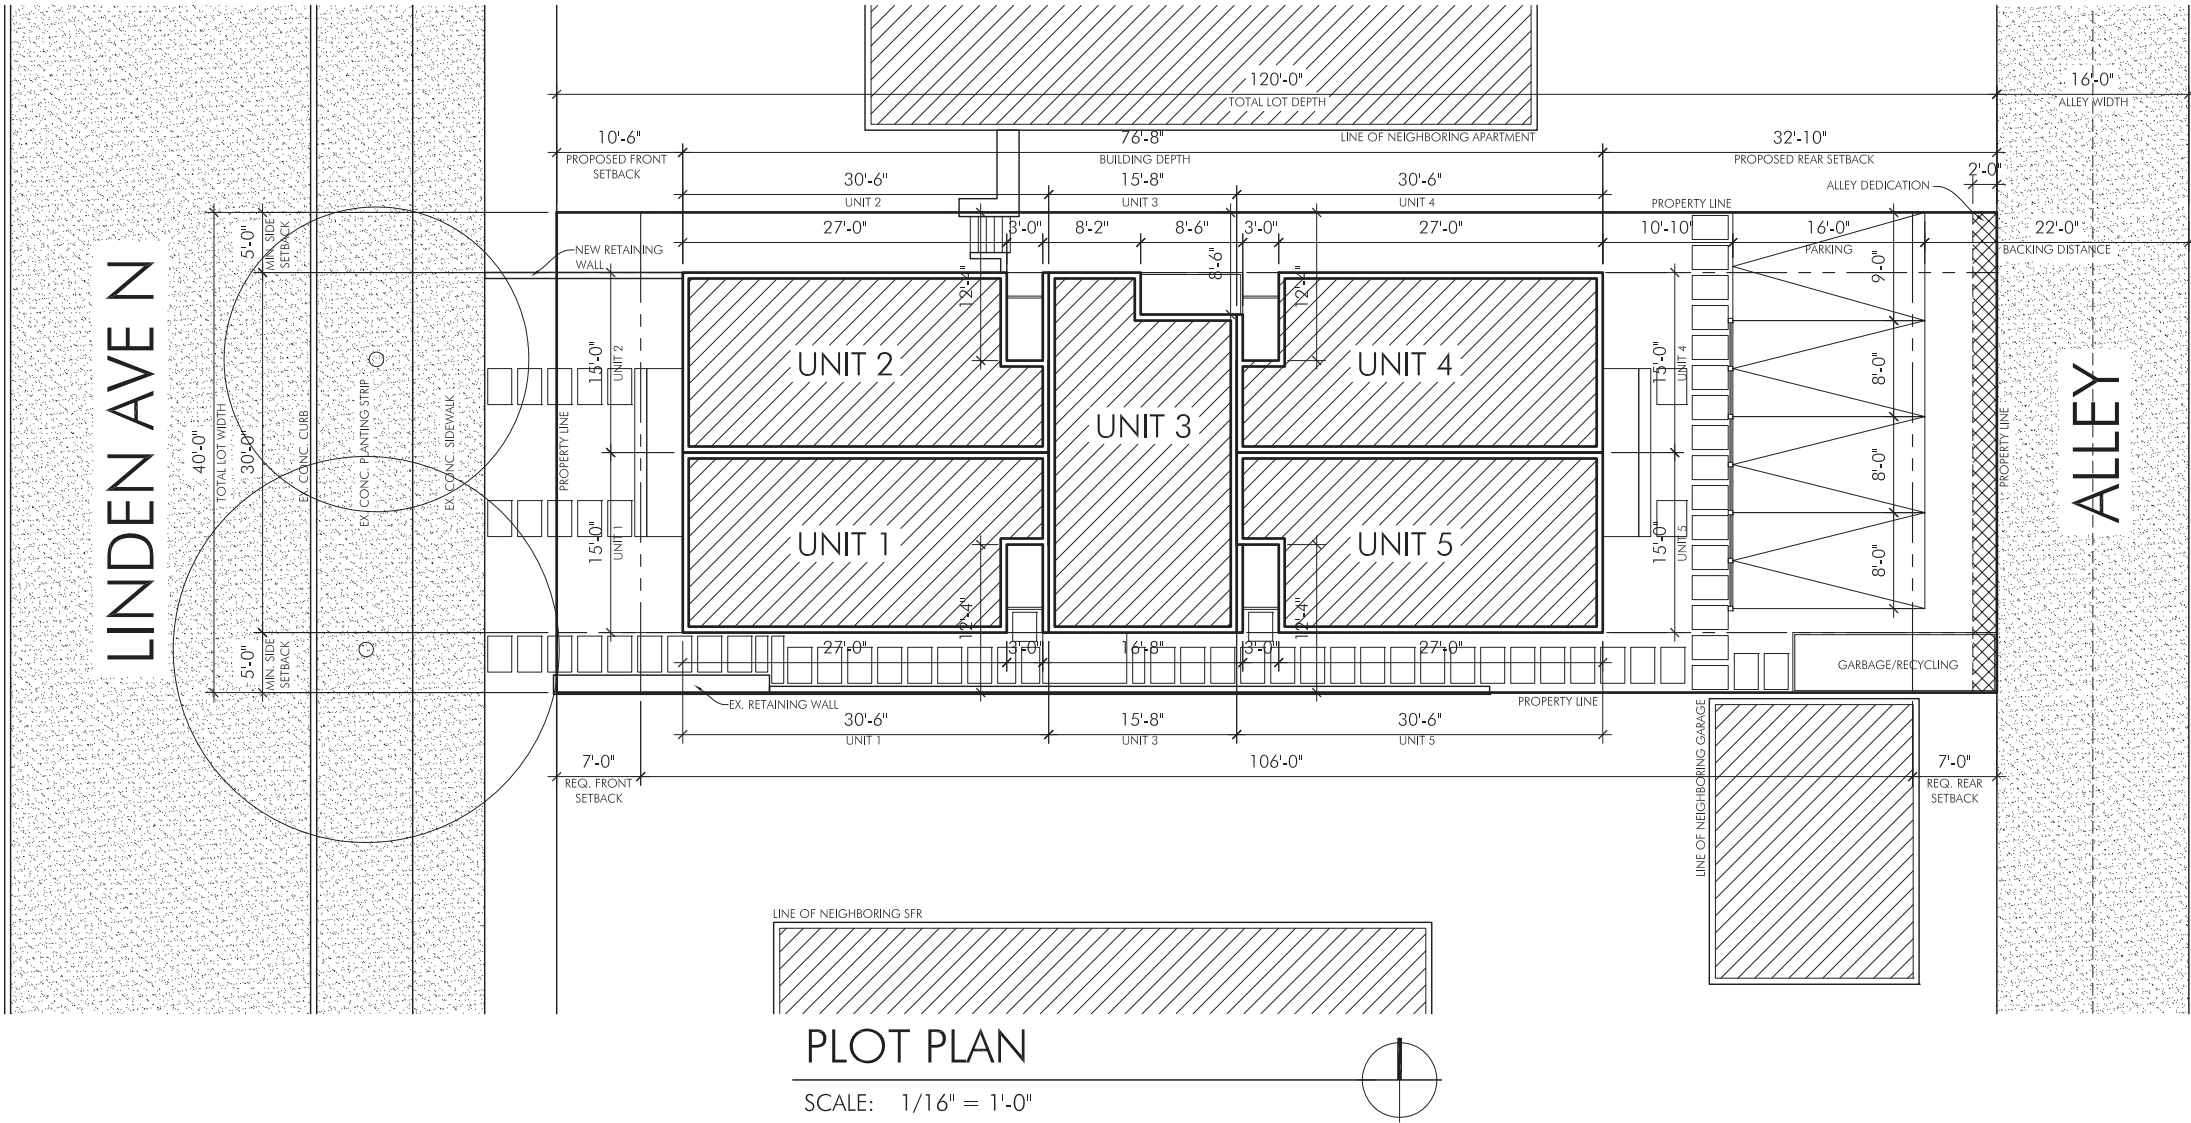 120'-0"
TOTAL LOT DEPTH
16'-0"
ALLEY WIDTH
10'-6"
PROPOSED FRONT
SETBACK
76'-8"
BUILDING DEPTH
LINE OF NEIGHBORING APARTMENT
32'-10"
PROPOSED REAR SETBACK
2'-0"
ALLEY DEDICATION
30'-6"
UNIT 2
15'-8"
UNIT 3
30'-6"
UNIT 4
PROPERTY LINE
5'-0"
MIN. SIDE
SETBACK
NEW RETAINING
WALL
27'-0"
3'-0"
8'-2"
8'-6"
3'-0"
27'-0"
10'-10"
16'-0"
PARKING
22'-0"
BACKING DISTANCE
12'-4"
8'-6"
12'-4"
9'-0"
LINDEN AVE N
40'-0"
TOTAL LOT WIDTH
30'-0"
EX. CONC. CURB
EX. CONC. PLANTING STRIP
EX. CONC. SIDEWALK
PROPERTY LINE
15'-0"
UNIT 2
UNIT 2
UNIT 3
UNIT 4
15'-0"
UNIT 4
8'-0"
8'-0"
8'-0"
PROPERTY LINE
ALLEY
15'-0"
UNIT 1
UNIT 1
UNIT 5
15'-0"
UNIT 5
12'-4"
12'-4"
5'-0"
MIN. SIDE
SETBACK
27'-0"
3'-0"
16'-8"
3'-0"
27'-0"
GARBAGE/RECYCLING
EX. RETAINING WALL
PROPERTY LINE
30'-6"
UNIT 1
15'-8"
UNIT 3
30'-6"
UNIT 5
7'-0"
REQ. FRONT
SETBACK
106'-0"
LINE OF NEIGHBORING GARAGE
7'-0"
REQ. REAR
SETBACK
LINE OF NEIGHBORING SFR
PLOT PLAN
SCALE: 1/16" = 1'-0"